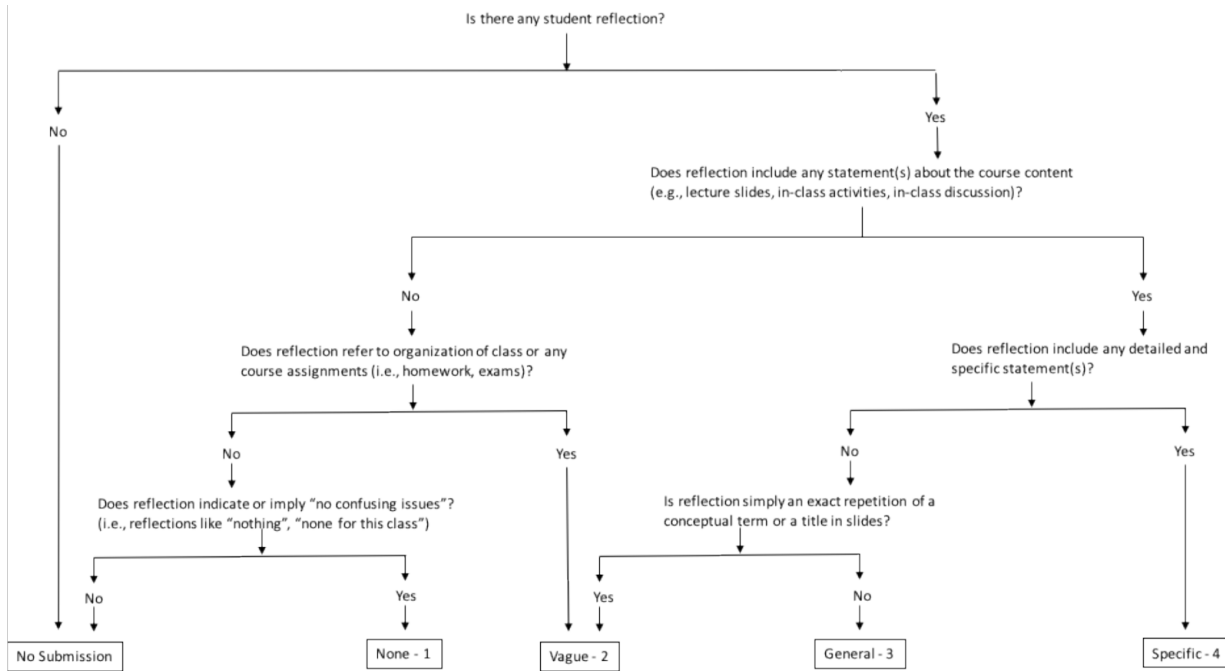 Is there any student reflection?
No
Yes
Does reflection include any statement(s) about the course content
(e.g., lecture slides, in-class activities, in-class discussion)?
No
Yes
Does reflection refer to organization of class or any
course assignments (i.e., homework, exams)?
Does reflection include any detailed and
specific statement(s)?
No
Yes
No
Yes
Does reflection indicate or imply “no confusing issues”?
(i.e., reflections like “nothing”, “none for this class”)
Is reflection simply an exact repetition of a
conceptual term or a title in slides?
No
Yes
Yes
No
No Submission
None - 1
Vague - 2
General - 3
Specific - 4